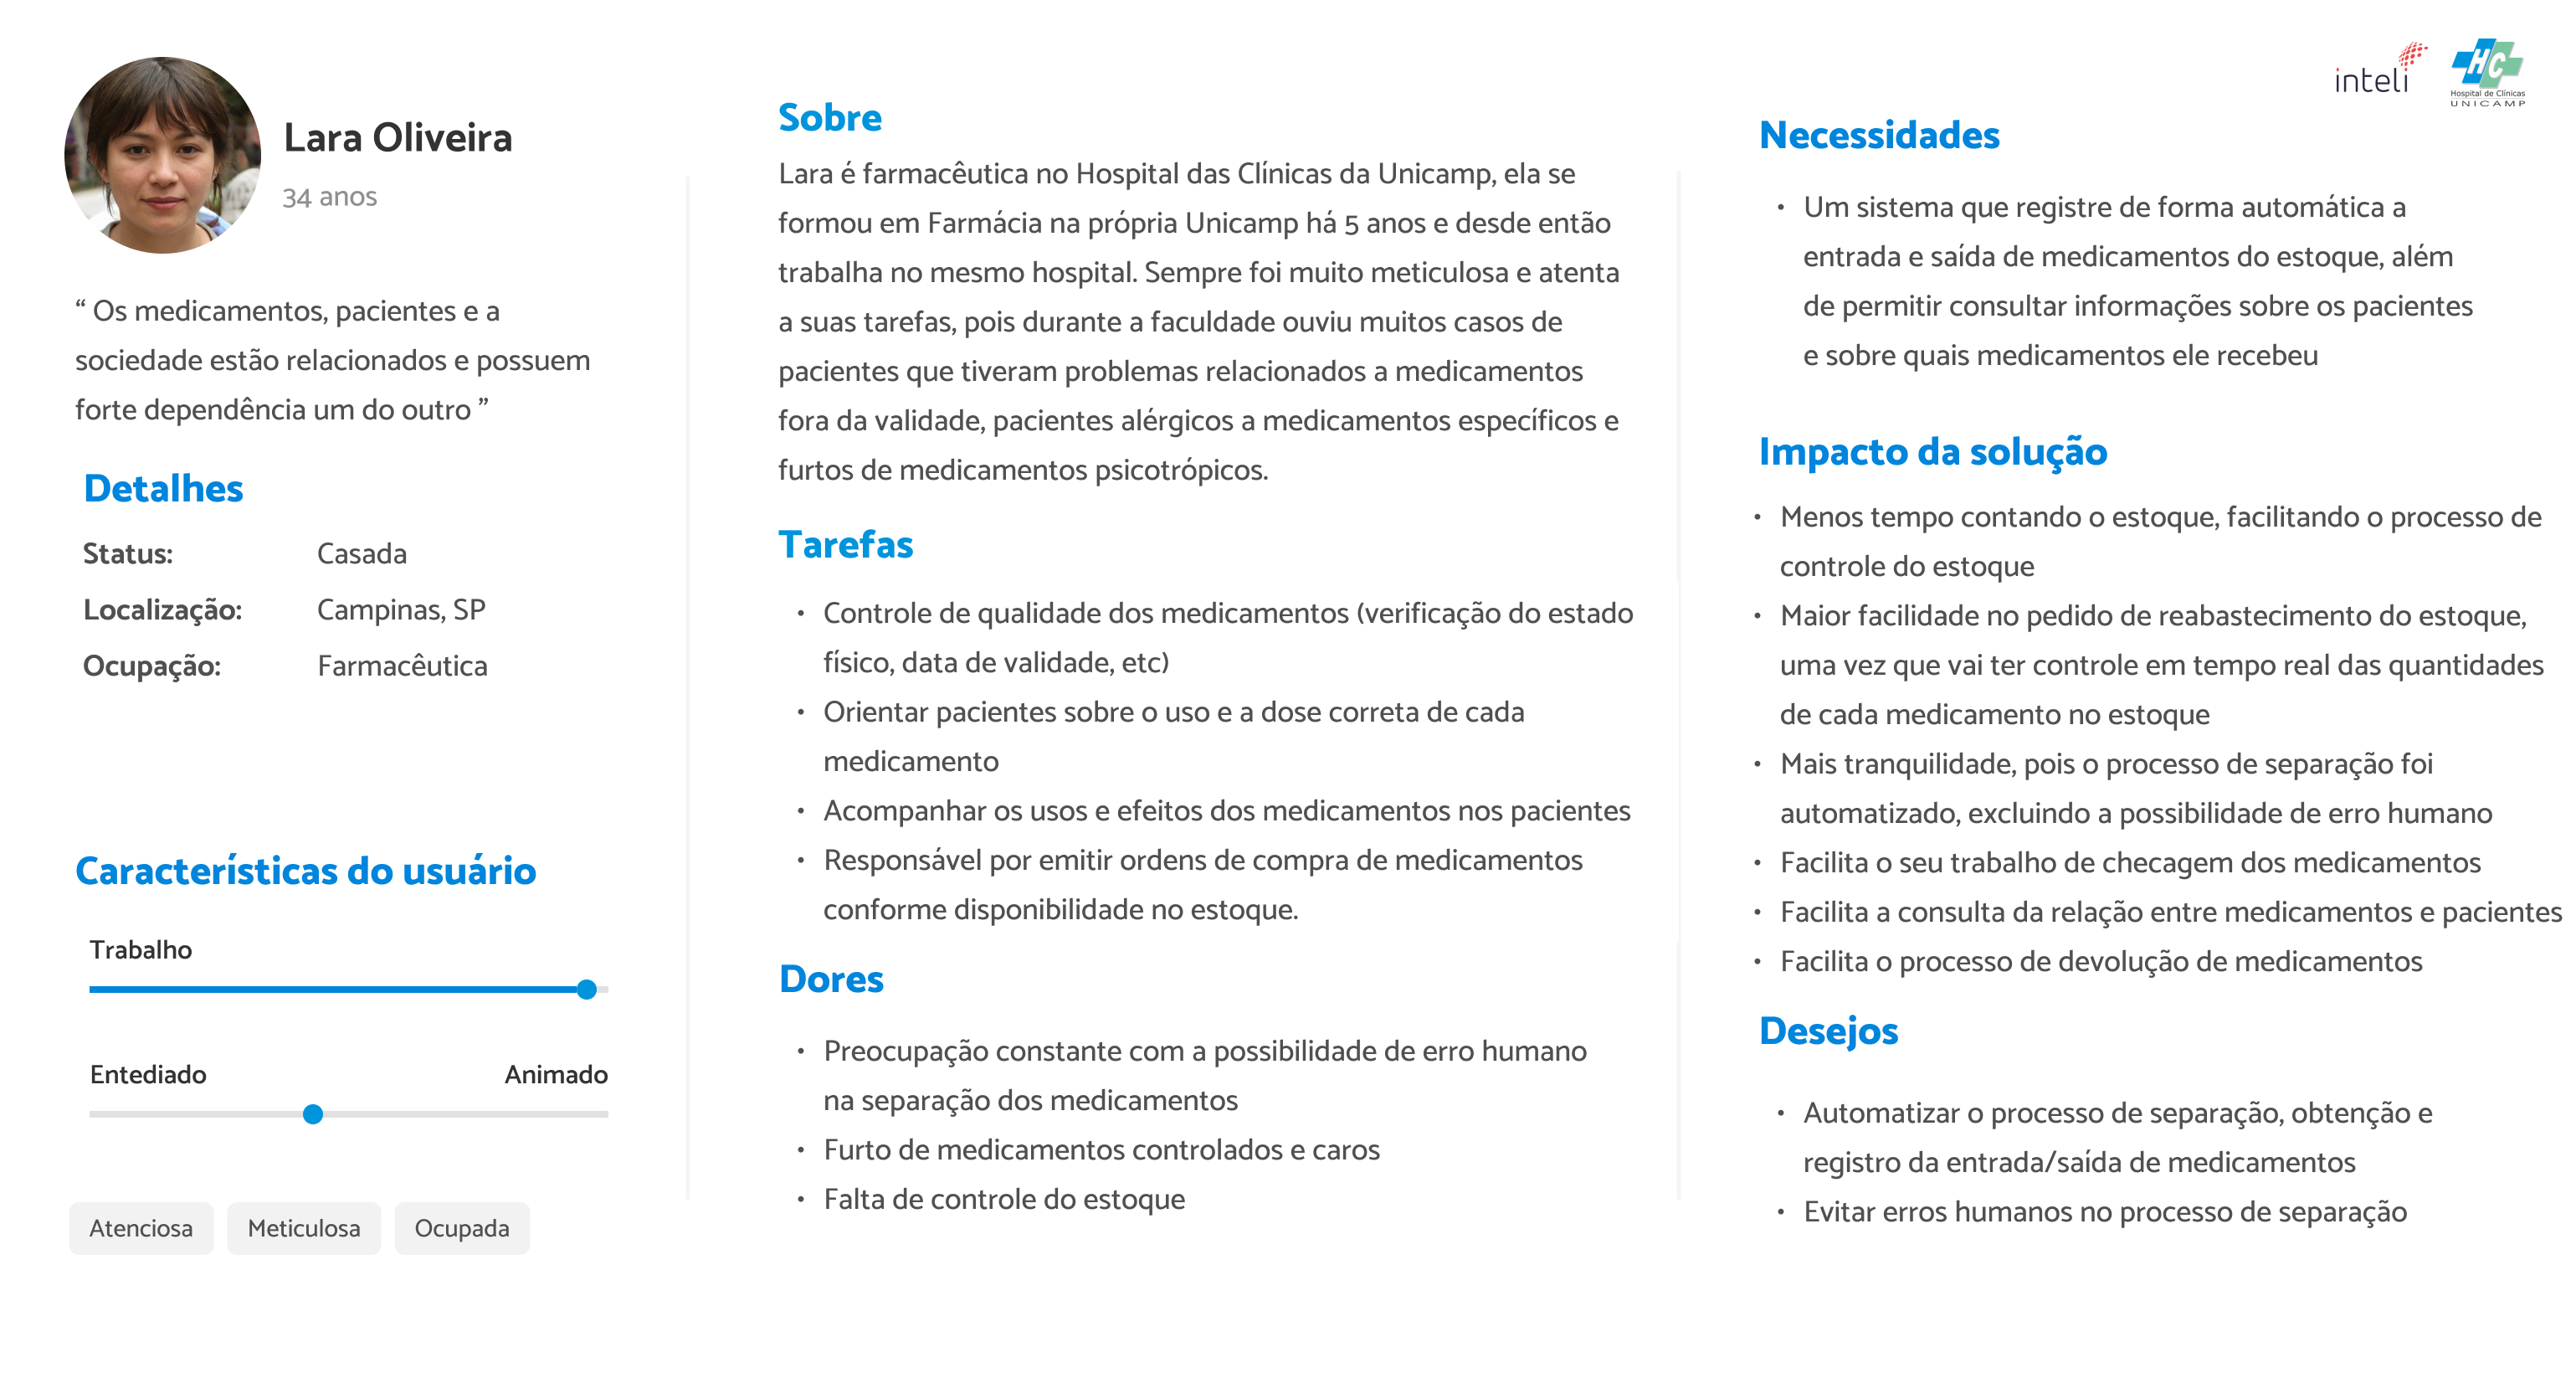 Lara Oliveira
34 anos
“ Os medicamentos, pacientes e a
sociedade estão relacionados e possuem
forte dependência um do outro ”
Detalhes
Status: Casada
Localização: Campinas, SP
Ocupação: Farmacêutica
Características do usuário
Trabalho
Entediado Animado
Atenciosa Meticulosa Ocupada
Sobre
Lara é farmacêutica no Hospital das Clínicas da Unicamp, ela se
formou em Farmácia na própria Unicamp há 5 anos e desde então
trabalha no mesmo hospital. Sempre foi muito meticulosa e atenta
a suas tarefas, pois durante a faculdade ouviu muitos casos de
pacientes que tiveram problemas relacionados a medicamentos
fora da validade, pacientes alérgicos a medicamentos específicos e
furtos de medicamentos psicotrópicos.
Tarefas
• Controle de qualidade dos medicamentos (verificação do estado
físico, data de validade, etc)
• Orientar pacientes sobre o uso e a dose correta de cada
medicamento
• Acompanhar os usos e efeitos dos medicamentos nos pacientes
• Responsável por emitir ordens de compra de medicamentos
conforme disponibilidade no estoque.
Dores
• Preocupação constante com a possibilidade de erro humano
na separação dos medicamentos
• Furto de medicamentos controlados e caros
• Falta de controle do estoque
inteli
HC
Hospital de Clínicas
UNICAMP
Necessidades
• Um sistema que registre de forma automática a
entrada e saída de medicamentos do estoque, além
de permitir consultar informações sobre os pacientes
e sobre quais medicamentos ele recebeu
Impacto da solução
• Menos tempo contando o estoque, facilitando o processo de
controle do estoque
• Maior facilidade no pedido de reabastecimento do estoque,
uma vez que vai ter controle em tempo real das quantidades
de cada medicamento no estoque
• Mais tranquilidade, pois o processo de separação foi
automatizado, excluindo a possibilidade de erro humano
• Facilita o seu trabalho de checagem dos medicamentos
• Facilita a consulta da relação entre medicamentos e pacientes
• Facilita o processo de devolução de medicamentos
Desejos
• Automatizar o processo de separação, obtenção e
registro da entrada/saída de medicamentos
• Evitar erros humanos no processo de separação